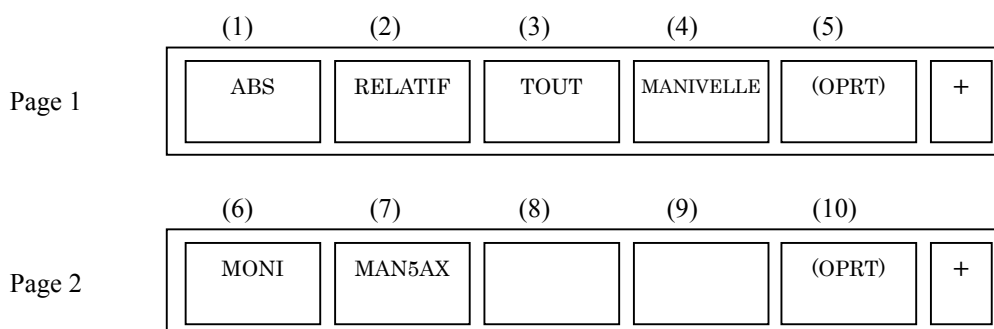 (1) (2) (3) (4) (5)
Page 1 ABS RELATIF TOUT MANIVELLE (OPRT) +
(6) (7) (8) (9) (10)
Page 2 MONI MAN5AX (OPRT) +